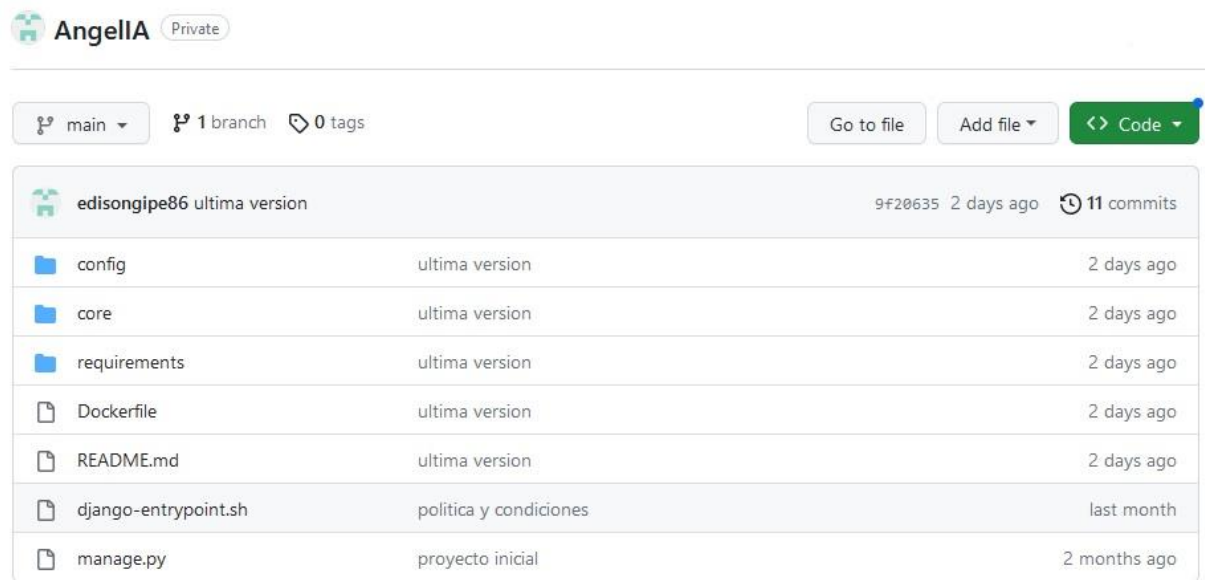 AngelIA Private
main 1 branch 0 tags Go to file Add file Code
edisongipe86 ultima version 9f20635 2 days ago 11 commits
config ultima version 2 days ago
core ultima version 2 days ago
requirements ultima version 2 days ago
Dockerfile ultima version 2 days ago
README.md ultima version 2 days ago
django-entrypoint.sh politica y condiciones last month
manage.py proyecto inicial 2 months ago